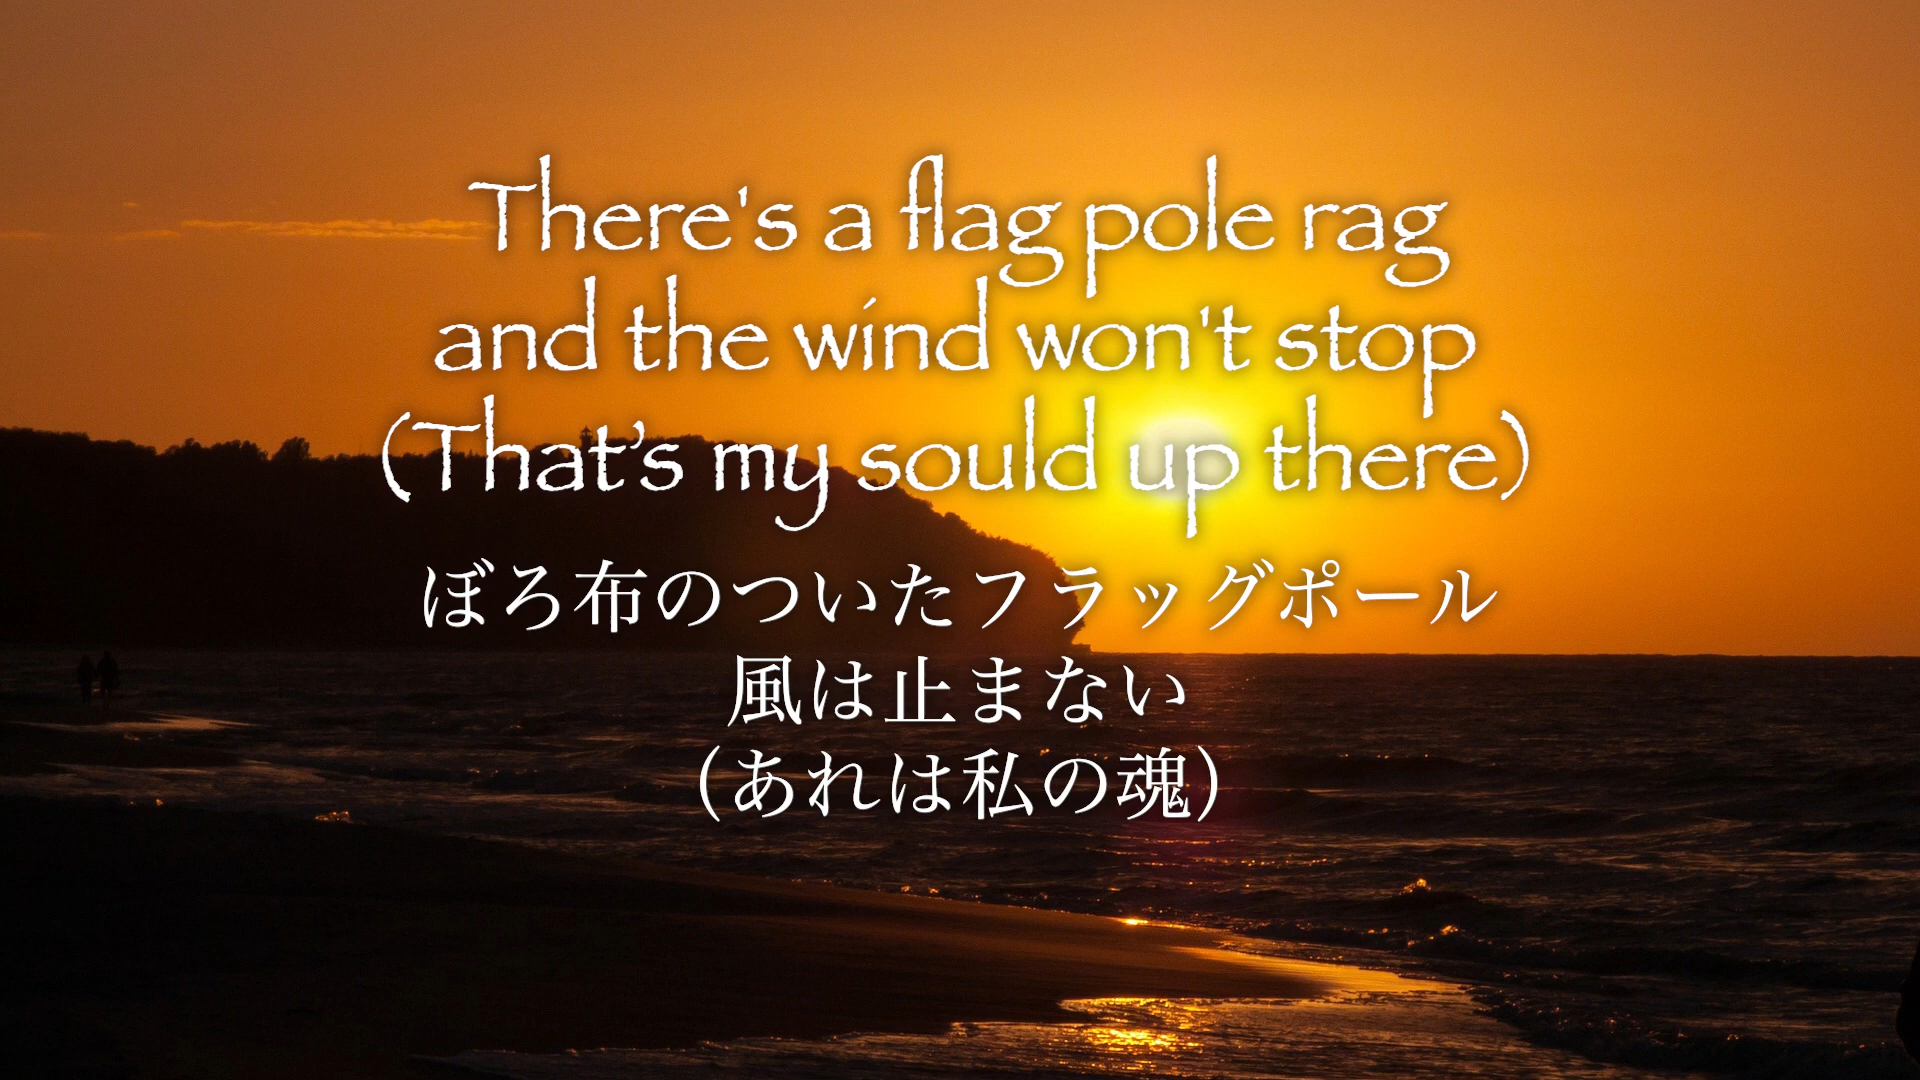 There's a flag pole rag
and the wind won't stop
(That’s my sould up there)
ぼろ布のついたフラッグポール
風は止まない
(あれは私の魂)